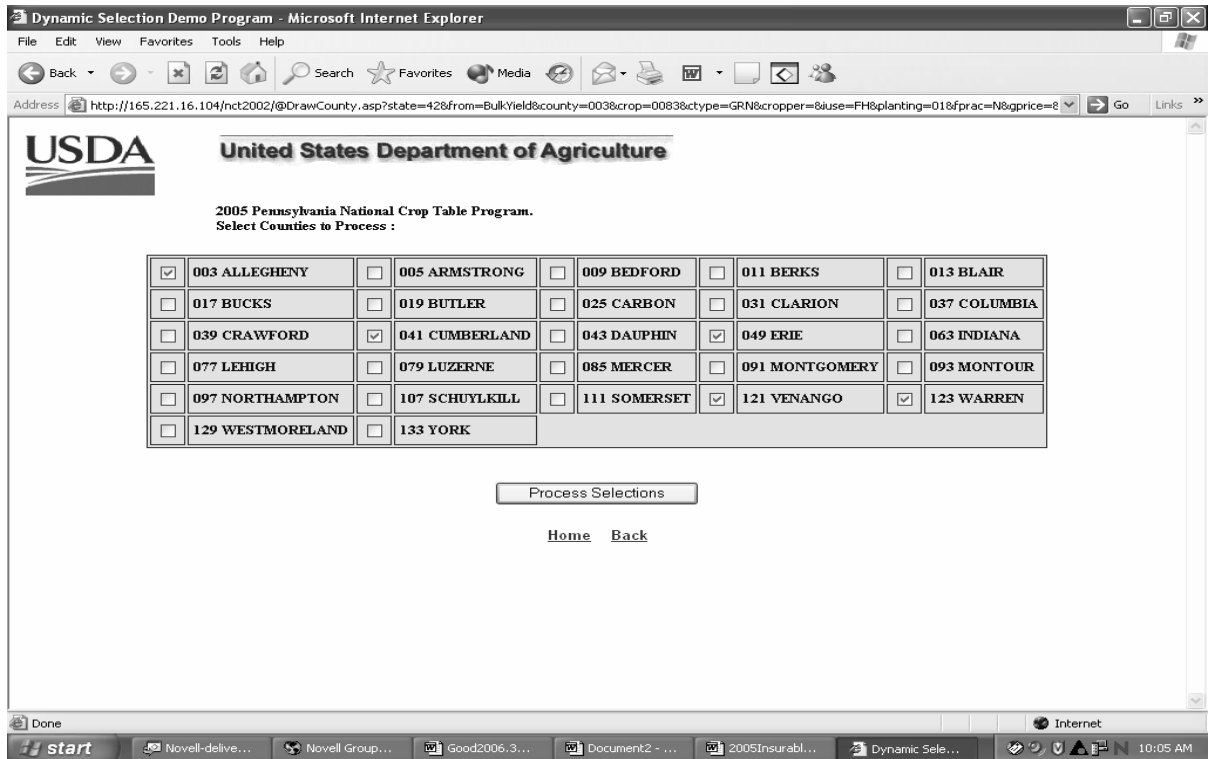 Dynamic Selection Demo Program - Microsoft Internet Explorer
File Edit View Favorites Tools Help
Back Search Favorites Media
Address http://165.221.16.104/nct2002/@DrawCounty.asp?state=42&from=BulkYield&county=003&crop=0083&ctype=GRN&cropper=&iuse=FH&planting=01&fprac=N&gprice=8 Go Links »
USDA United States Department of Agriculture
2005 Pennsylvania National Crop Table Program.
Select Counties to Process :
003 ALLEGHENY 005 ARMSTRONG 009 BEDFORD 011 BERKS 013 BLAIR
017 BUCKS 019 BUTLER 025 CARBON 031 CLARION 037 COLUMBIA
039 CRAWFORD 041 CUMBERLAND 043 DAUPHIN 049 ERIE 063 INDIANA
077 LEHIGH 079 LUZERNE 085 MERCER 091 MONTGOMERY 093 MONTOUR
097 NORTHAMPTON 107 SCHUYLKILL 111 SOMERSET 121 VENANGO 123 WARREN
129 WESTMORELAND 133 YORK
Process Selections
Home Back
Done Internet
start Novell-delive... Novell Group... Good2006.3... Document2 - ... 2005Insurabl... Dynamic Sele... 10:05 AM